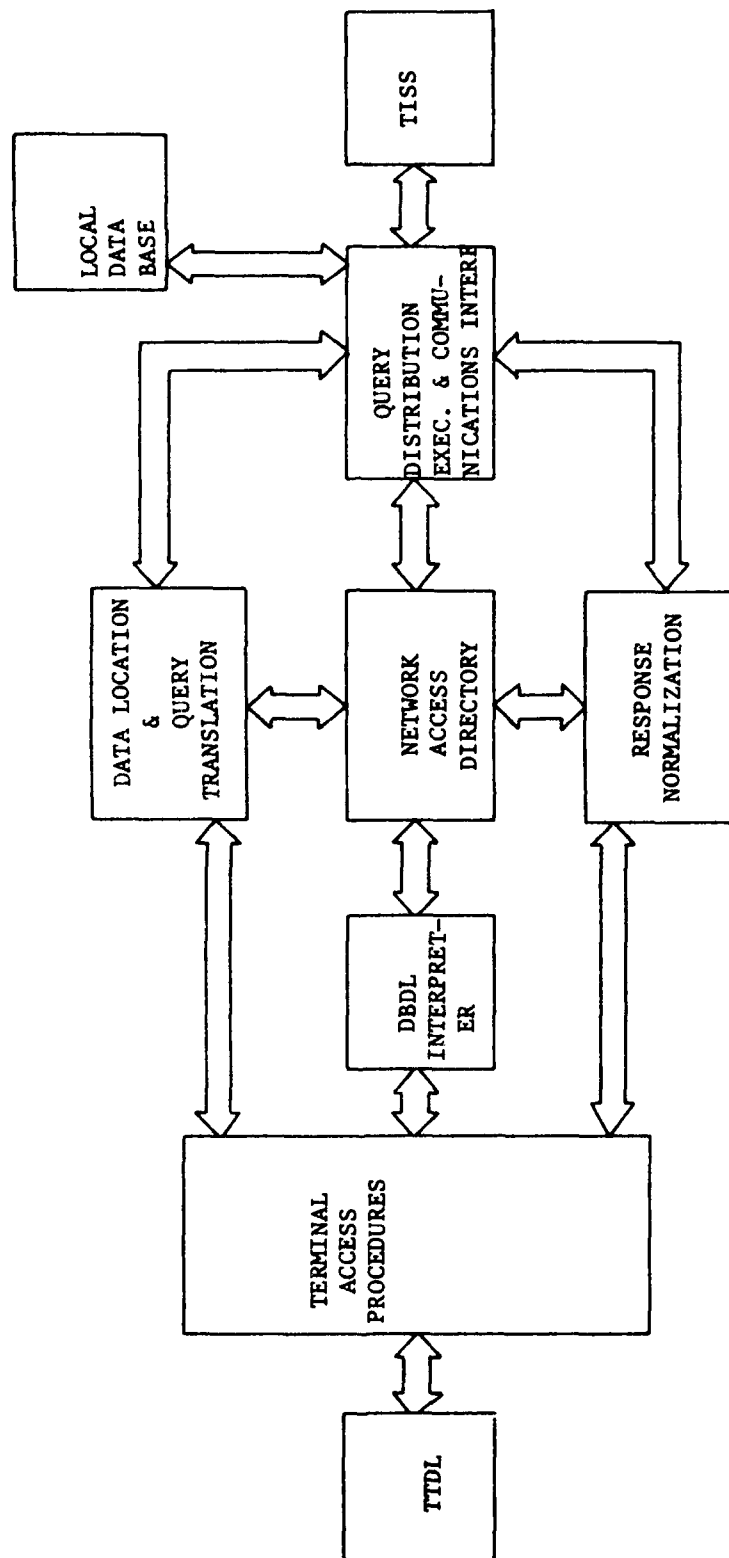 TTDL
TERMINAL
ACCESS
PROCEDURES
DATA LOCATION
&
QUERY
TRANSLATION
DBDL
INTERPRET-
ER
NETWORK
ACCESS
DIRECTORY
RESPONSE
NORMALIZATION
LOCAL
DATA
BASE
QUERY
DISTRIBUTION
EXEC. & COMMU-
NICATIONS INTERF
TISS